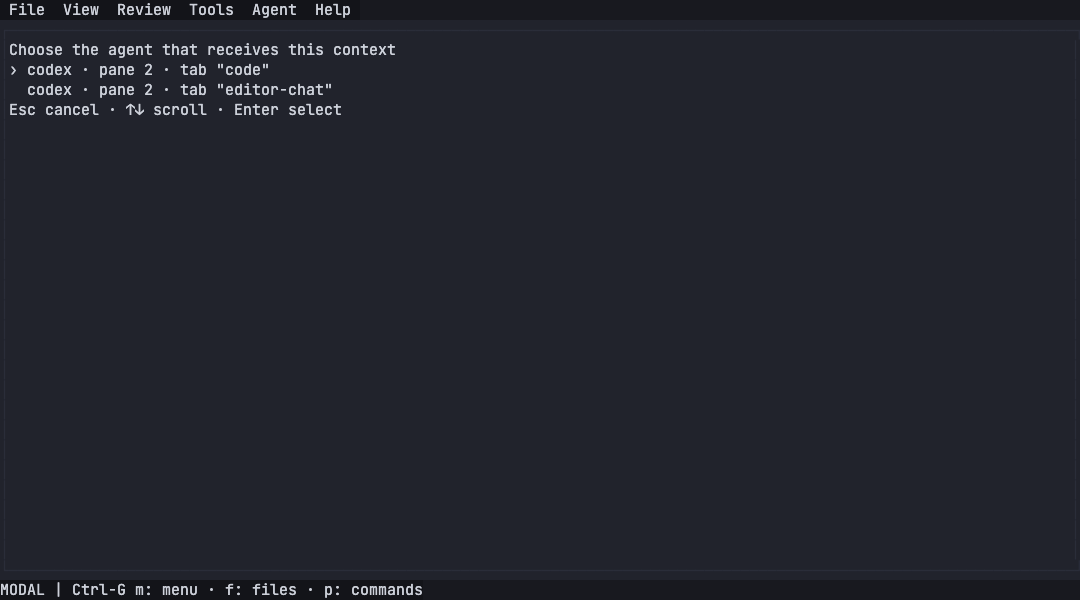 File  View  Review  Tools  Agent  Help
Choose the agent that receives this context
› codex · pane 2 · tab "code"
  codex · pane 2 · tab "editor-chat"
Esc cancel · ↑↓ scroll · Enter select
MODAL | Ctrl-G m: menu · f: files · p: commands